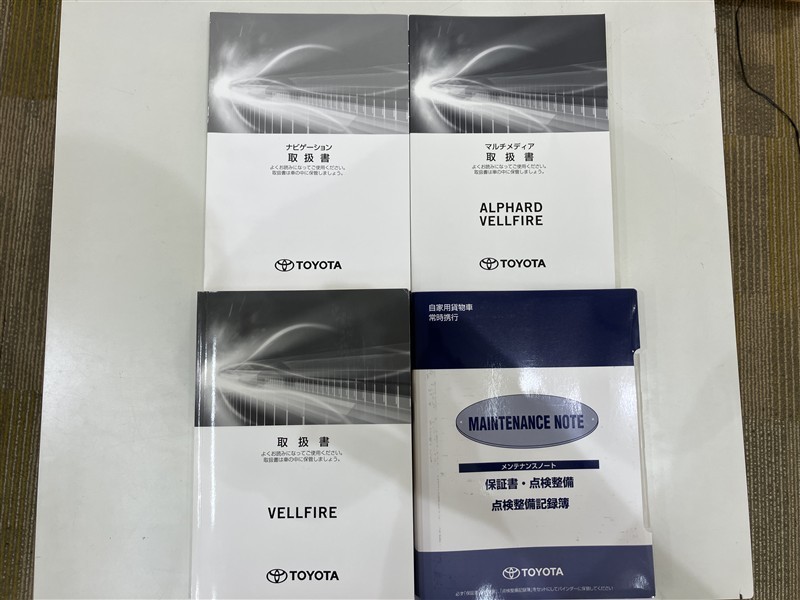 ナビゲーション
取扱書
よくお読みになってご使用ください。
取扱書は車の中に保管しましょう。
TOYOTA
マルチメディア
取扱書
よくお読みになってご使用ください。
取扱書は車の中に保管しましょう。
ALPHARD
VELLFIRE
TOYOTA
取扱書
よくお読みになってご使用ください。
取扱書は車の中に保管しましょう。
VELLFIRE
TOYOTA
自家用貨物車
常時携行
MAINTENANCE NOTE
メンテナンスノート
保証書・点検整備
点検整備記録簿
TOYOTA